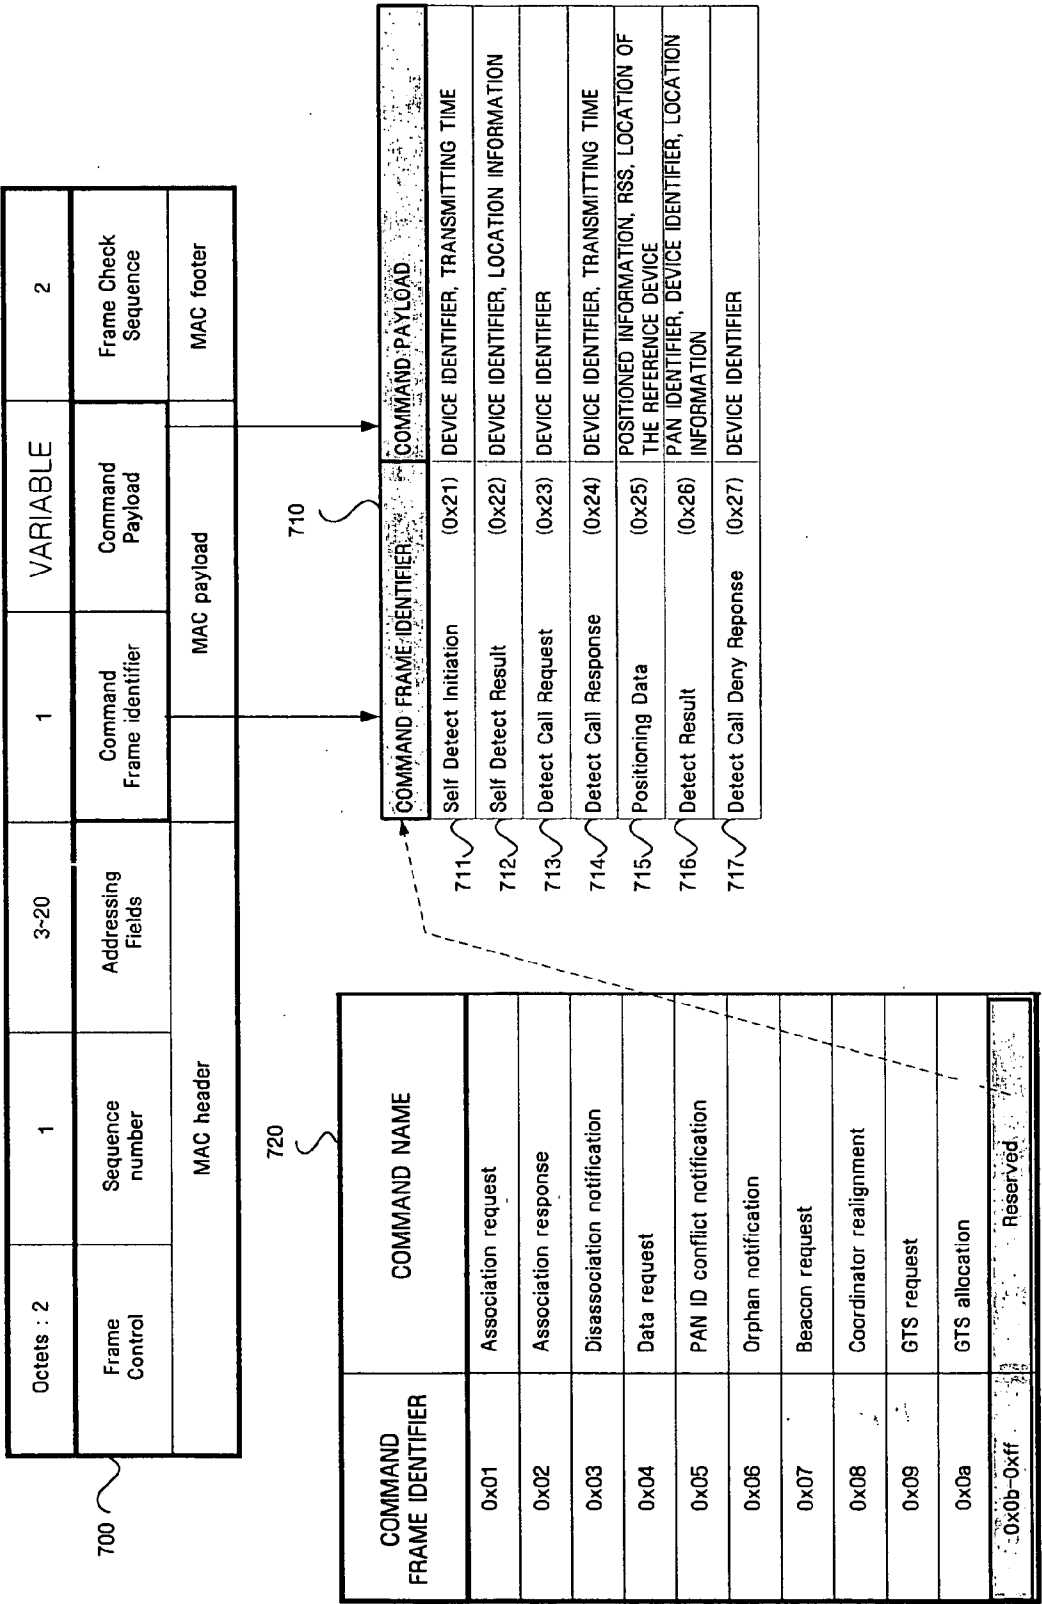 700
Octets : 2
1
3~20
1
VARIABLE
2
Frame
Control
Sequence
number
Addressing
Fields
Command
Frame identifier
Command
Payload
Frame Check
Sequence
MAC header
MAC payload
MAC footer
720
COMMAND
FRAME IDENTIFIER
COMMAND NAME
0x01
Association request
0x02
Association response
0x03
Disassociation notification
0x04
Data request
0x05
PAN ID conflict notification
0x06
Orphan notification
0x07
Beacon request
0x08
Coordinator realignment
0x09
GTS request
0x0a
GTS allocation
0x0b-0xff
Reserved
710
COMMAND FRAME IDENTIFIER
COMMAND PAYLOAD
711
Self Detect Initiation (0x21)
DEVICE IDENTIFIER, TRANSMITTING TIME
712
Self Detect Result (0x22)
DEVICE IDENTIFIER, LOCATION INFORMATION
713
Detect Call Request (0x23)
DEVICE IDENTIFIER
714
Detect Call Response (0x24)
DEVICE IDENTIFIER, TRANSMITTING TIME
715
Positioning Data (0x25)
POSITIONED INFORMATION, RSS, LOCATION OF
THE REFERENCE DEVICE
716
Detect Result (0x26)
PAN IDENTIFIER, DEVICE IDENTIFIER, LOCATION
INFORMATION
717
Detect Call Deny Reponse (0x27)
DEVICE IDENTIFIER